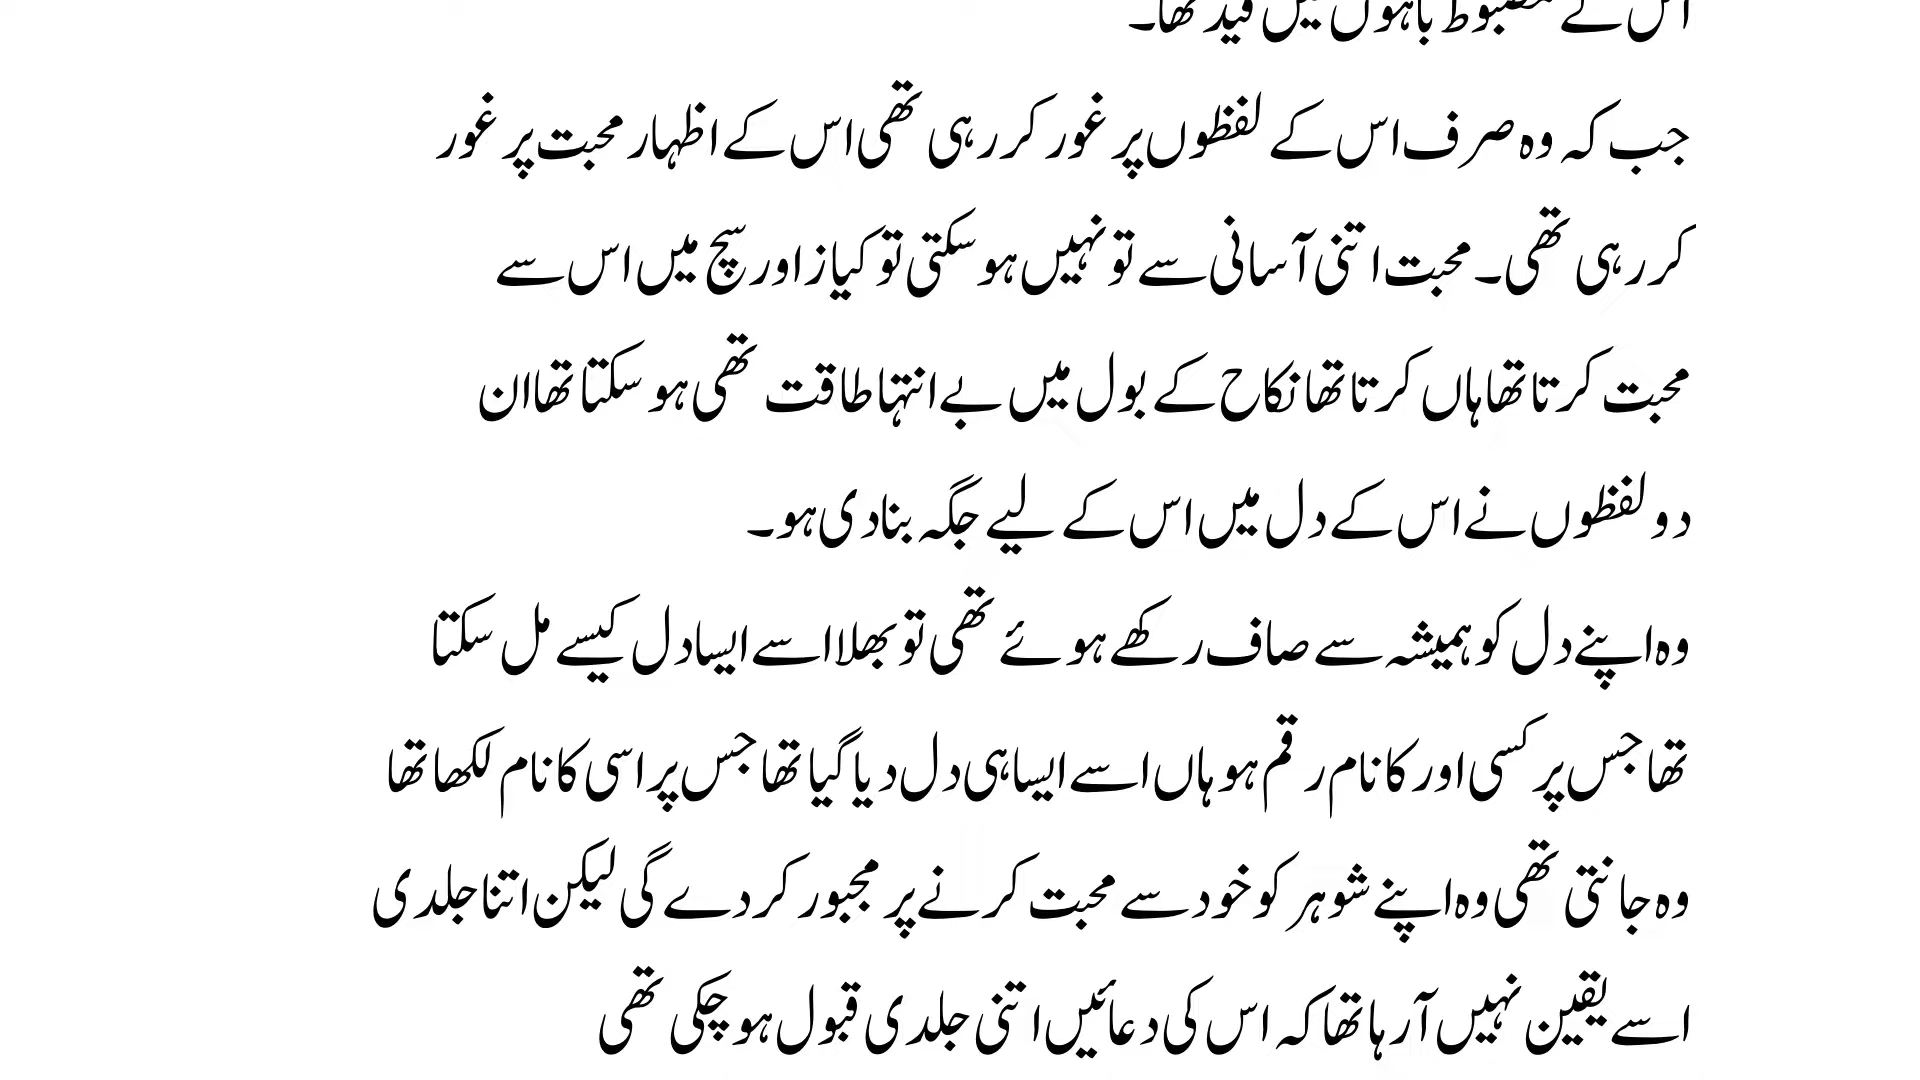 اس کے مضبوط باہوں میں قید تھا۔
جب کہ وہ صرف اس کے لفظوں پر غور کر رہی تھی اس کے اظہار محبت پر غور
کر رہی تھی۔ محبت اتنی آسانی سے تو نہیں ہو سکتی تو کیا زاور سچ میں اس سے
محبت کرتا تھا ہاں کرتا تھا نکاح کے بول میں بے انتہا طاقت تھی ہو سکتا تھا ان
دو لفظوں نے اس کے دل میں اس کے لیے جگہ بنا دی ہو۔
وہ اپنے دل کو ہمیشہ سے صاف رکھے ہوئے تھی تو بھلا اسے ایسا دل کیسے مل سکتا
تھا جس پر کسی اور کا نام رقم ہو ہاں اسے ایسا ہی دل دیا گیا تھا جس پر اسی کا نام لکھا تھا
وہ جانتی تھی وہ اپنے شوہر کو خود سے محبت کرنے پر مجبور کر دے گی لیکن اتنا جلدی
اسے یقین نہیں آ رہا تھا کہ اس کی دعائیں اتنی جلدی قبول ہو چکی تھی